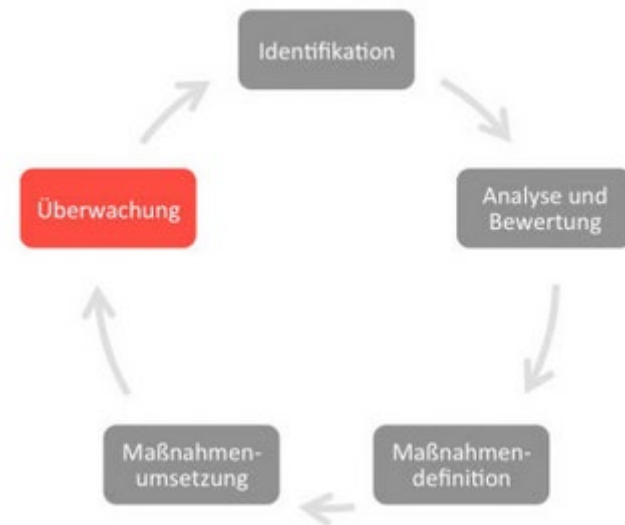 Identifikation
Analyse und
Bewertung
Maßnahmen-
definition
Maßnahmen-
umsetzung
Überwachung